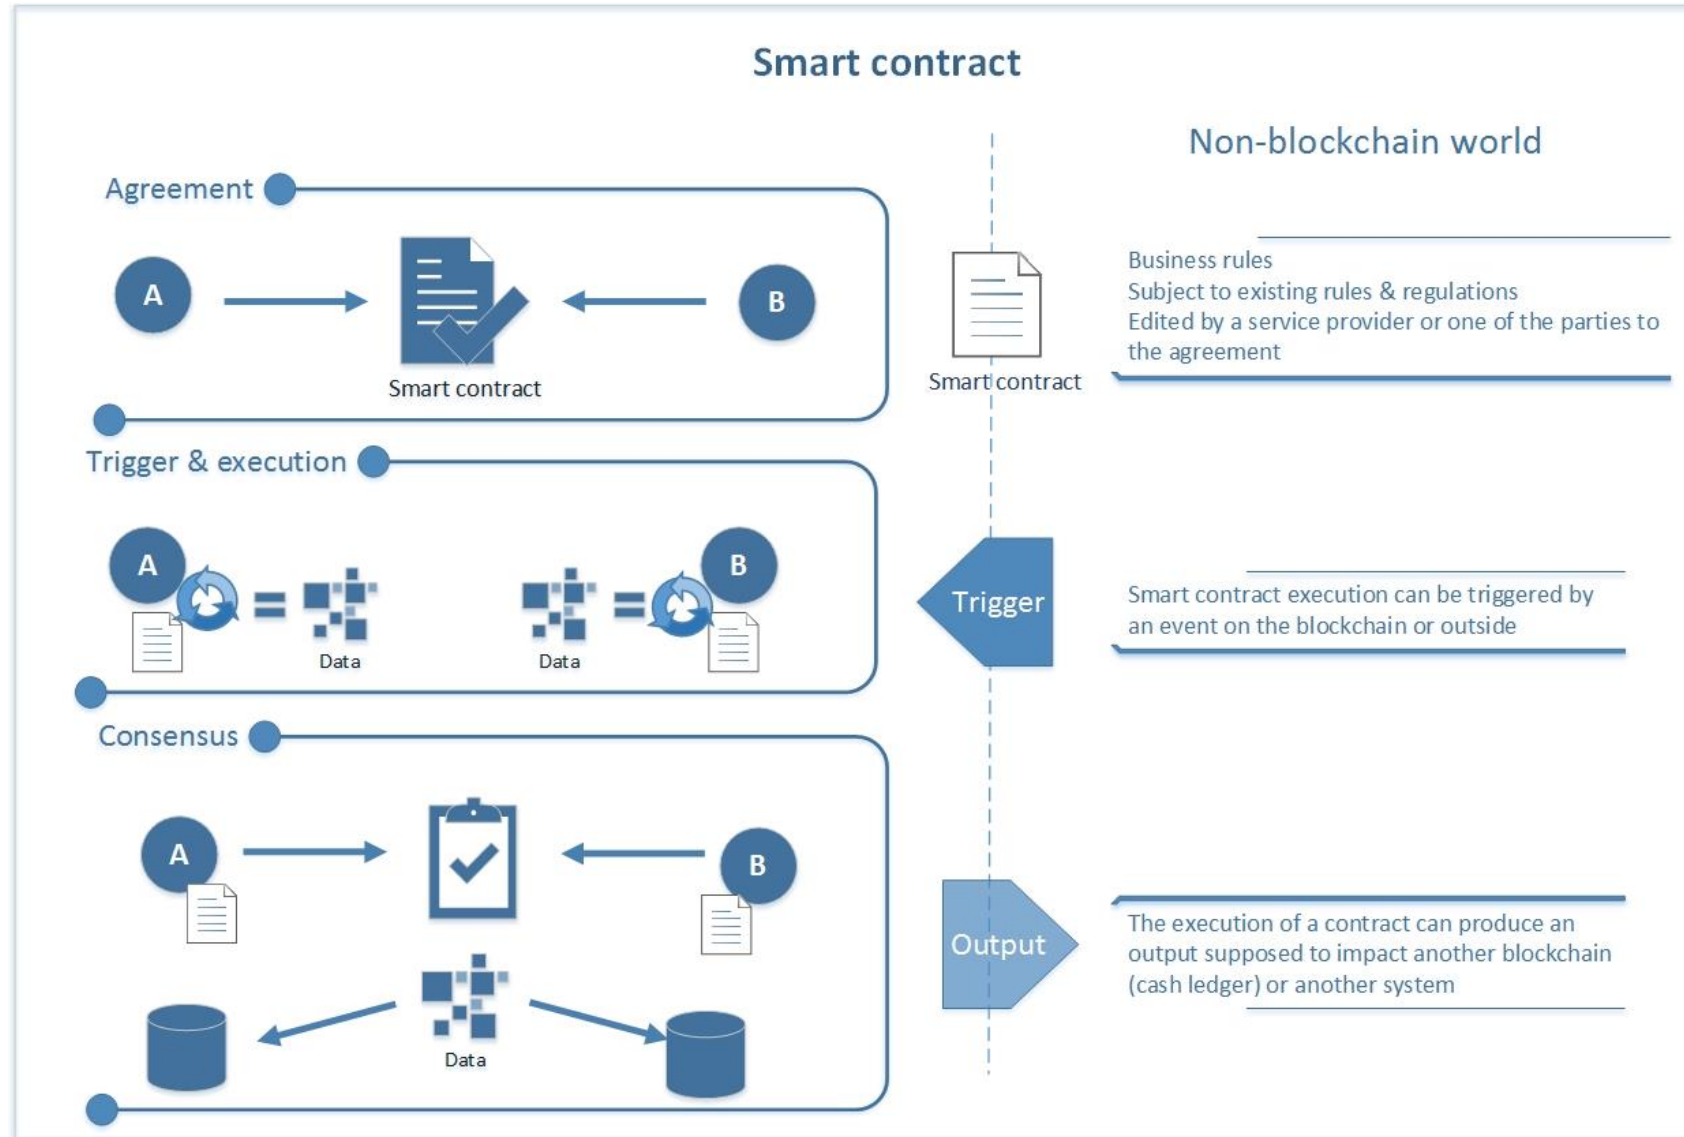 Smart contract
Non-blockchain world
Agreement
A
B
Smart contract
Smart contract
Business rules
Subject to existing rules & regulations
Edited by a service provider or one of the parties to
the agreement
Trigger & execution
A
B
Data
Data
Trigger
Smart contract execution can be triggered by
an event on the blockchain or outside
Consensus
A
B
Data
Output
The execution of a contract can produce an
output supposed to impact another blockchain
(cash ledger) or another system